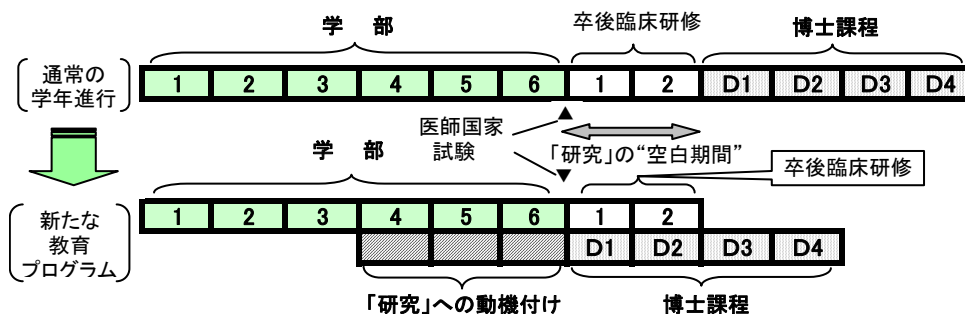 学 部
卒後臨床研修
博士課程
通常の
学年進行
1 2 3 4 5 6 1 2 D1 D2 D3 D4
医師国家
試験
「研究」の“空白期間”
学 部
卒後臨床研修
新たな
教育
プログラム
1 2 3 4 5 6 1 2
D1 D2 D3 D4
「研究」への動機付け
博士課程